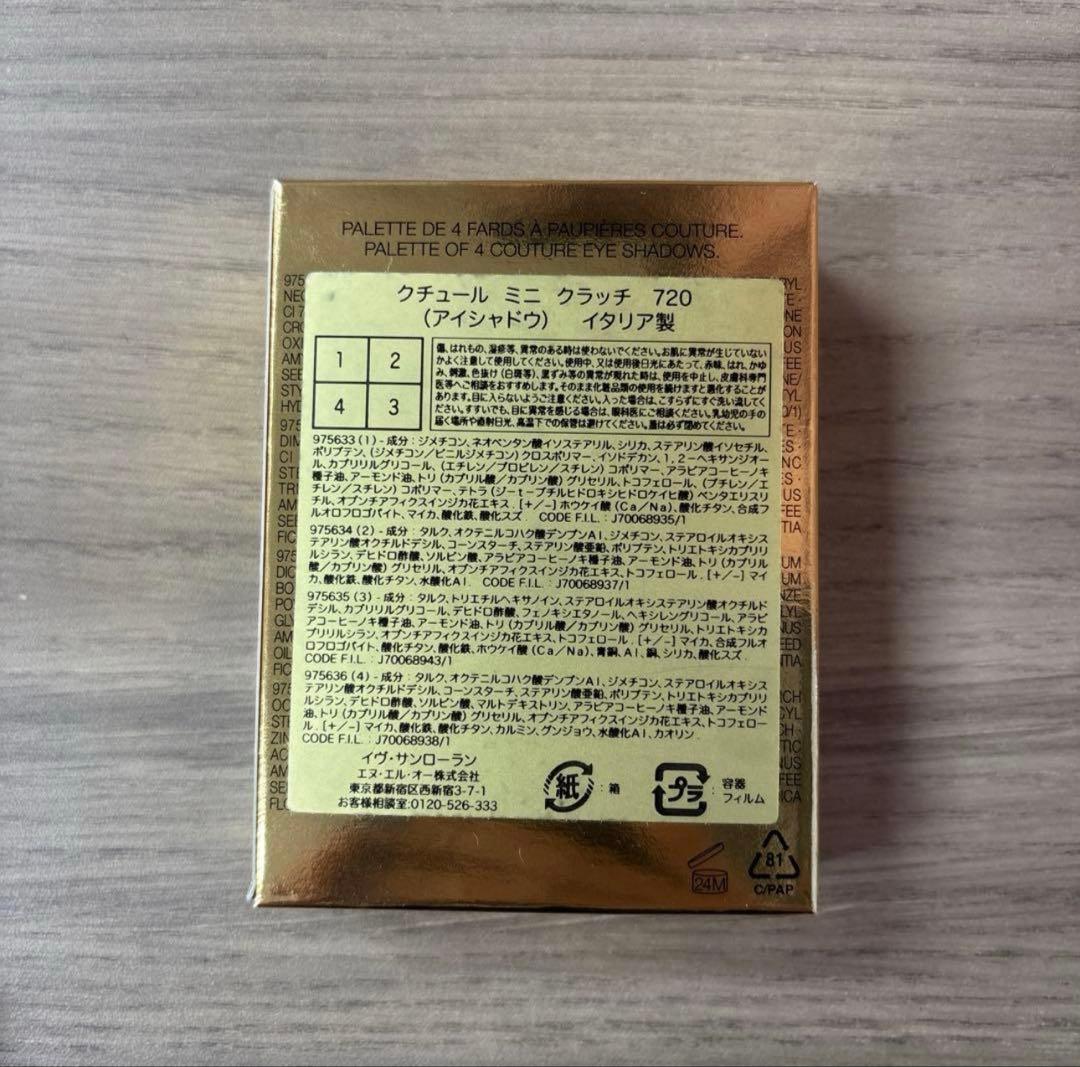 PALETTE DE 4 FARDS À PAUPIÈRES COUTURE.
PALETTE OF 4 COUTURE EYE SHADOWS.
クチュール ミニ クラッチ 720
(アイシャドウ) イタリア製
1 2
4 3
傷、はれもの、湿疹等、異常のある時は使わないでください。お肌に異常が生じていない
かよく注意して使用してください。使用中、又は使用後日光にあたって、赤味、はれ、かゆ
み、刺激、色抜け(白斑等)、黒ずみ等の異常が現れた時は、使用を中止し、皮膚科専門
医等へご相談をおすすめします。そのまま化粧品類の使用を続けますと悪化することが
あります。目に入らないようご注意ください。入った場合は、こすらずにすぐ洗い流してく
ださい。すすいでも、目に異常を感じる場合は、眼科医にご相談ください。乳幼児の手の
届く場所や直射日光、高温下での保管は避けてください。蓋は必ず閉めてください。
975633 (1) - 成分 : ジメチコン、ネオペンタン酸イソステアリル、シリカ、ステアリン酸イソセチル、
ポリブテン、(ジメチコン/ビニルジメチコン) クロスポリマー、イソドデカン、1, 2-ヘキサンジオー
ル、カプリリルグリコール、(エチレン/プロピレン/スチレン) コポリマー、アラビアコーヒーノキ
種子油、アーモンド油、トリ (カプリル酸/カプリン酸) グリセリル、トコフェロール、(ブチレン/エ
チレン/スチレン) コポリマー、テトラ (ジ-t-ブチルヒドロキシヒドロケイヒ酸) ペンタエリスリ
チル、オプンチアフィクスインジカ花エキス . [+/-] ホウケイ酸 (Ca/Na)、酸化チタン、合成フ
ルオロフロゴパイト、マイカ、酸化鉄、酸化スズ . CODE F.I.L. : J70068935/1
975634 (2) - 成分 : タルク、オクテニルコハク酸デンプンAl、ジメチコン、ステアロイルオキシス
テアリン酸オクチルドデシル、コーンスターチ、ステアリン酸亜鉛、ポリブテン、トリエトキシカプリリ
ルシラン、デヒドロ酢酸、ソルビン酸、アラビアコーヒーノキ種子油、アーモンド油、トリ (カプリル
酸/カプリン酸) グリセリル、オプンチアフィクスインジカ花エキス、トコフェロール . [+/-] マイ
カ、酸化鉄、酸化チタン、水酸化Al. CODE F.I.L. : J70068937/1
975635 (3) - 成分 : タルク、トリエチルヘキサノイン、ステアロイルオキシステアリン酸オクチルド
デシル、カプリリルグリコール、デヒドロ酢酸、フェノキシエタノール、ヘキシレングリコール、アラビ
アコーヒーノキ種子油、アーモンド油、トリ (カプリル酸/カプリン酸) グリセリル、トリエトキシカ
プリリルシラン、オプンチアフィクスインジカ花エキス、トコフェロール . [+/-] マイカ、合成フルオ
ロフロゴパイト、酸化チタン、酸化鉄、ホウケイ酸 (Ca/Na)、青銅、Al、銅、シリカ、酸化スズ .
CODE F.I.L. : J70068943/1
975636 (4) - 成分 : タルク、オクテニルコハク酸デンプンAl、ジメチコン、ステアロイルオキシス
テアリン酸オクチルドデシル、コーンスターチ、ステアリン酸亜鉛、ポリブテン、トリエトキシカプリリ
ルシラン、デヒドロ酢酸、ソルビン酸、マルトデキストリン、アラビアコーヒーノキ種子油、アーモンド
油、トリ (カプリル酸/カプリン酸) グリセリル、オプンチアフィクスインジカ花エキス、トコフェロー
ル . [+/-] マイカ、酸化鉄、酸化チタン、カルミン、グンジョウ、水酸化Al、カオリン .
CODE F.I.L. : J70068938/1
イヴ・サンローラン
エヌ・エル・オー株式会社
東京都新宿区西新宿3-7-1
お客様相談室:0120-526-333
紙 : 箱
プラ : 容器
フィルム
24M
81
C/PAP